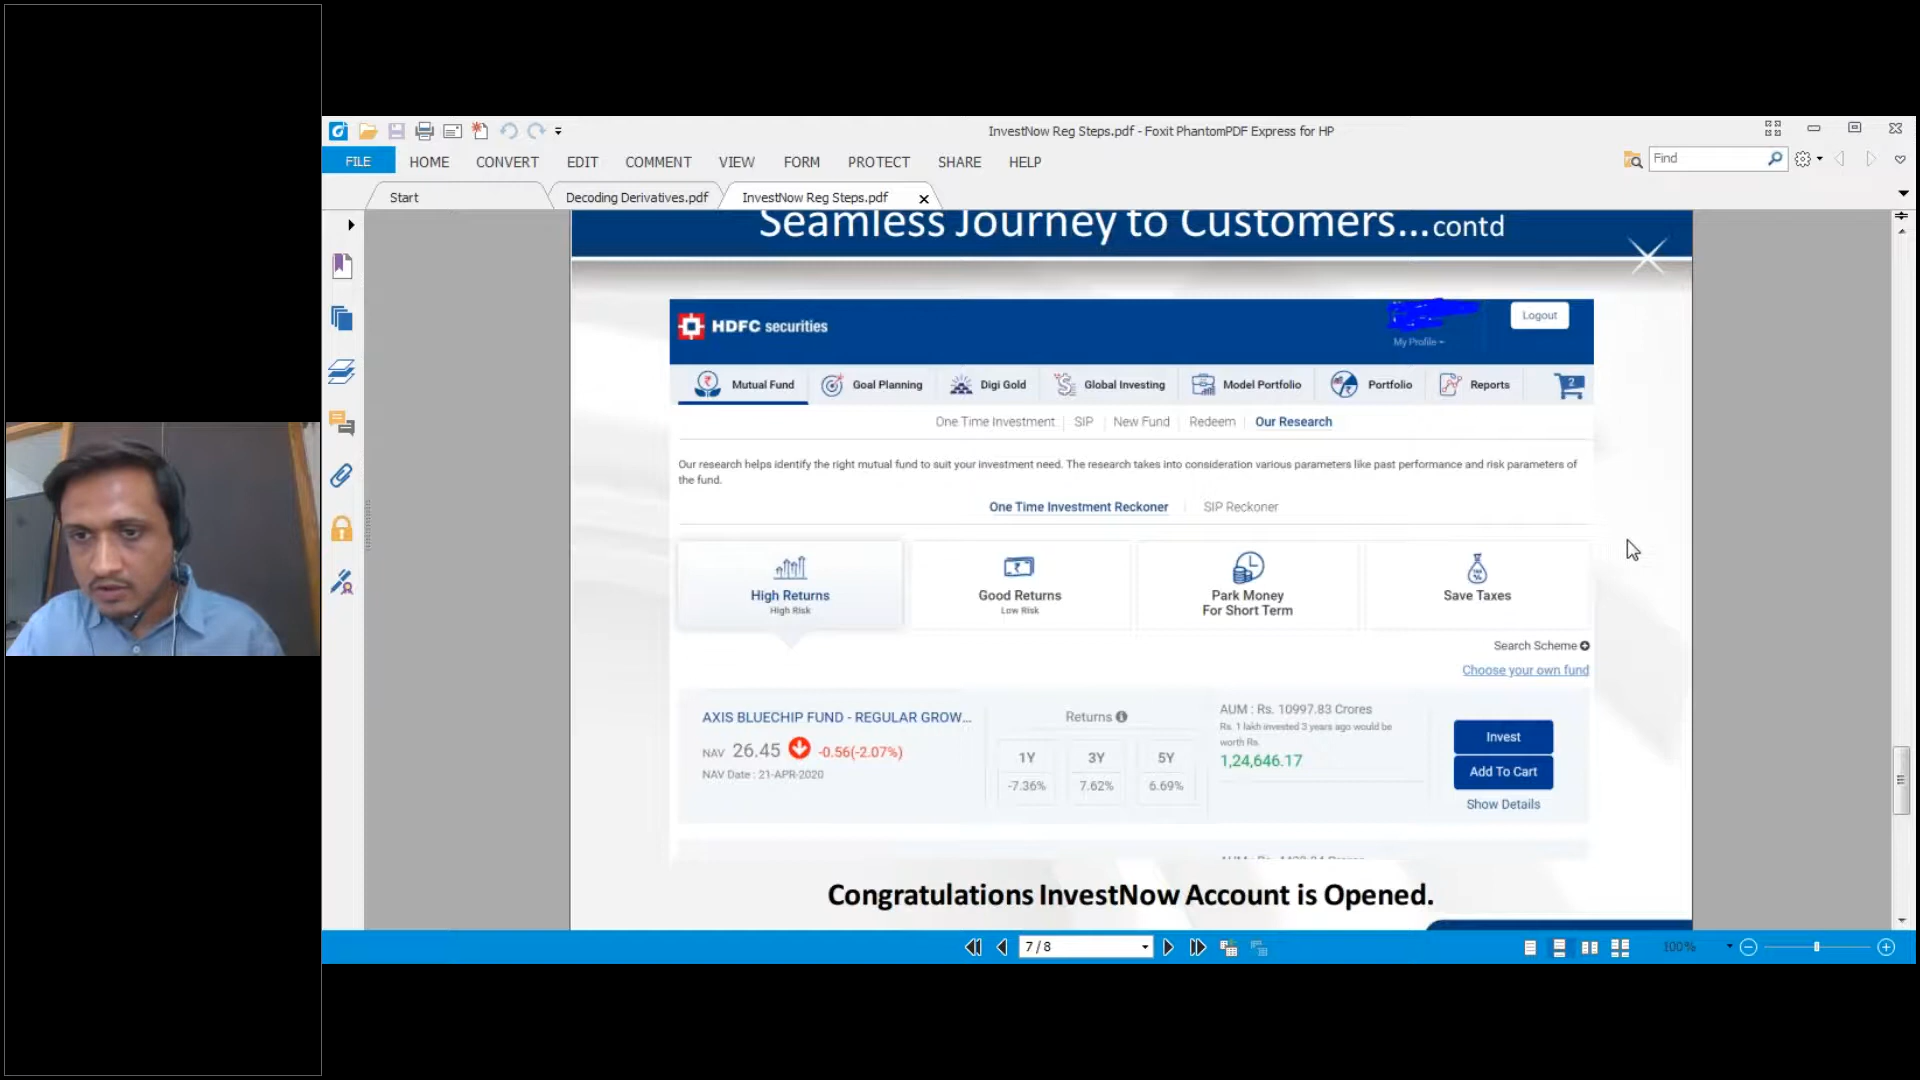 InvestNow Reg Steps.pdf - Foxit PhantomPDF Express for HP
FILE HOME CONVERT EDIT COMMENT VIEW FORM PROTECT SHARE HELP
Find
Start Decoding Derivatives.pdf InvestNow Reg Steps.pdf
Seamless Journey to Customers...contd
HDFC securities
Logout
My Profile
Mutual Fund Goal Planning Digi Gold Global Investing Model Portfolio Portfolio Reports 2
One Time Investment SIP New Fund Redeem Our Research
Our research helps identify the right mutual fund to suit your investment need. The research takes into consideration various parameters like past performance and risk parameters of
the fund.
One Time Investment Reckoner SIP Reckoner
High Returns
High Risk
Good Returns
Low Risk
Park Money
For Short Term
Save Taxes
Search Scheme
Choose your own fund
AXIS BLUECHIP FUND - REGULAR GROW...
NAV 26.45 -0.56(-2.07%)
NAV Date : 21-APR-2020
Returns
1Y 3Y 5Y
-7.36% 7.62% 6.69%
AUM : Rs. 10997.83 Crores
Rs. 1 lakh invested 3 years ago would be
worth Rs.
1,24,646.17
Invest
Add To Cart
Show Details
Congratulations InvestNow Account is Opened.
7 / 8
100%